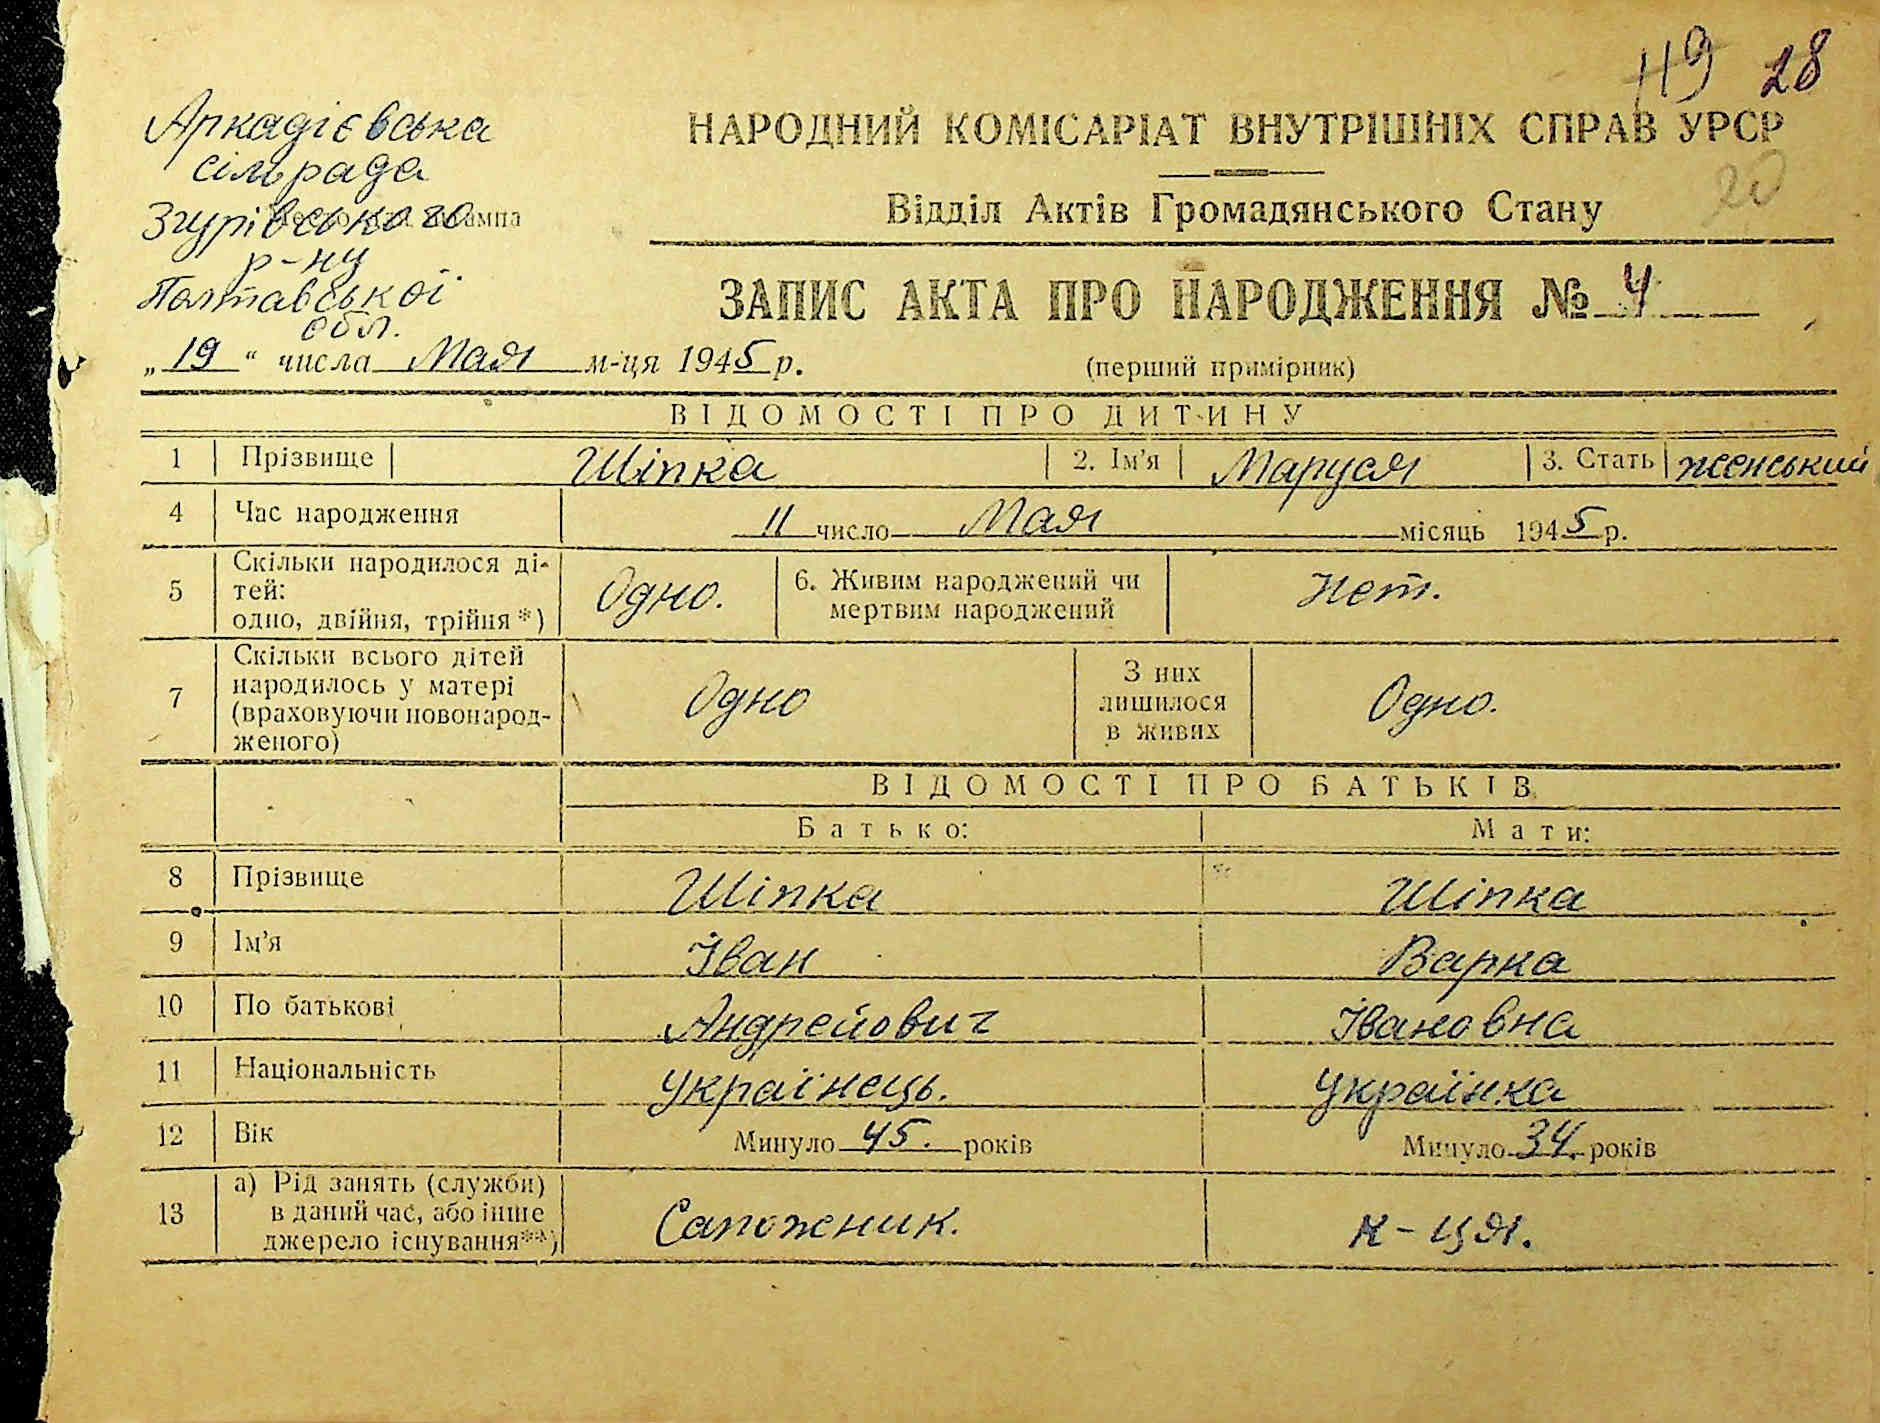 119 28
20
Аркадієвська
сільрада
Згурівського
р-ну
Полтавської
обл.
НАРОДНИЙ КОМІСАРІАТ ВНУТРІШНІХ СПРАВ УРСР
Відділ Актів Громадянського Стану
ЗАПИС АКТА ПРО НАРОДЖЕННЯ № 4
„19“ числа Мая м-ця 1945 р.
(перший примірник)
ВІДОМОСТІ ПРО ДИТИНУ
1 Прізвище Шіпка 2. Ім'я Маруся 3. Стать женський
4 Час народження 11 число Мая місяць 1945 р.
5 Скільки народилося ді-
тей:
одно, двійня, трійня *)
Одно.
6. Живим народжений чи
мертвим народжений
Нет.
7 Скільки всього дітей
народилось у матері
(враховуючи новонарод-
женого)
Одно
З них
лишилося
в живих
Одно.
ВІДОМОСТІ ПРО БАТЬКІВ
Батько: Мати:
8 Прізвище Шіпка Шіпка
9 Ім'я Іван Варка
10 По батькові Андрейович Івановна
11 Національність Українець. Українка
12 Вік Минуло 45. років Минуло 34. років
13 а) Рід занять (служби)
в даний час, або інше
джерело існування**)
Сапожник. к-ця.